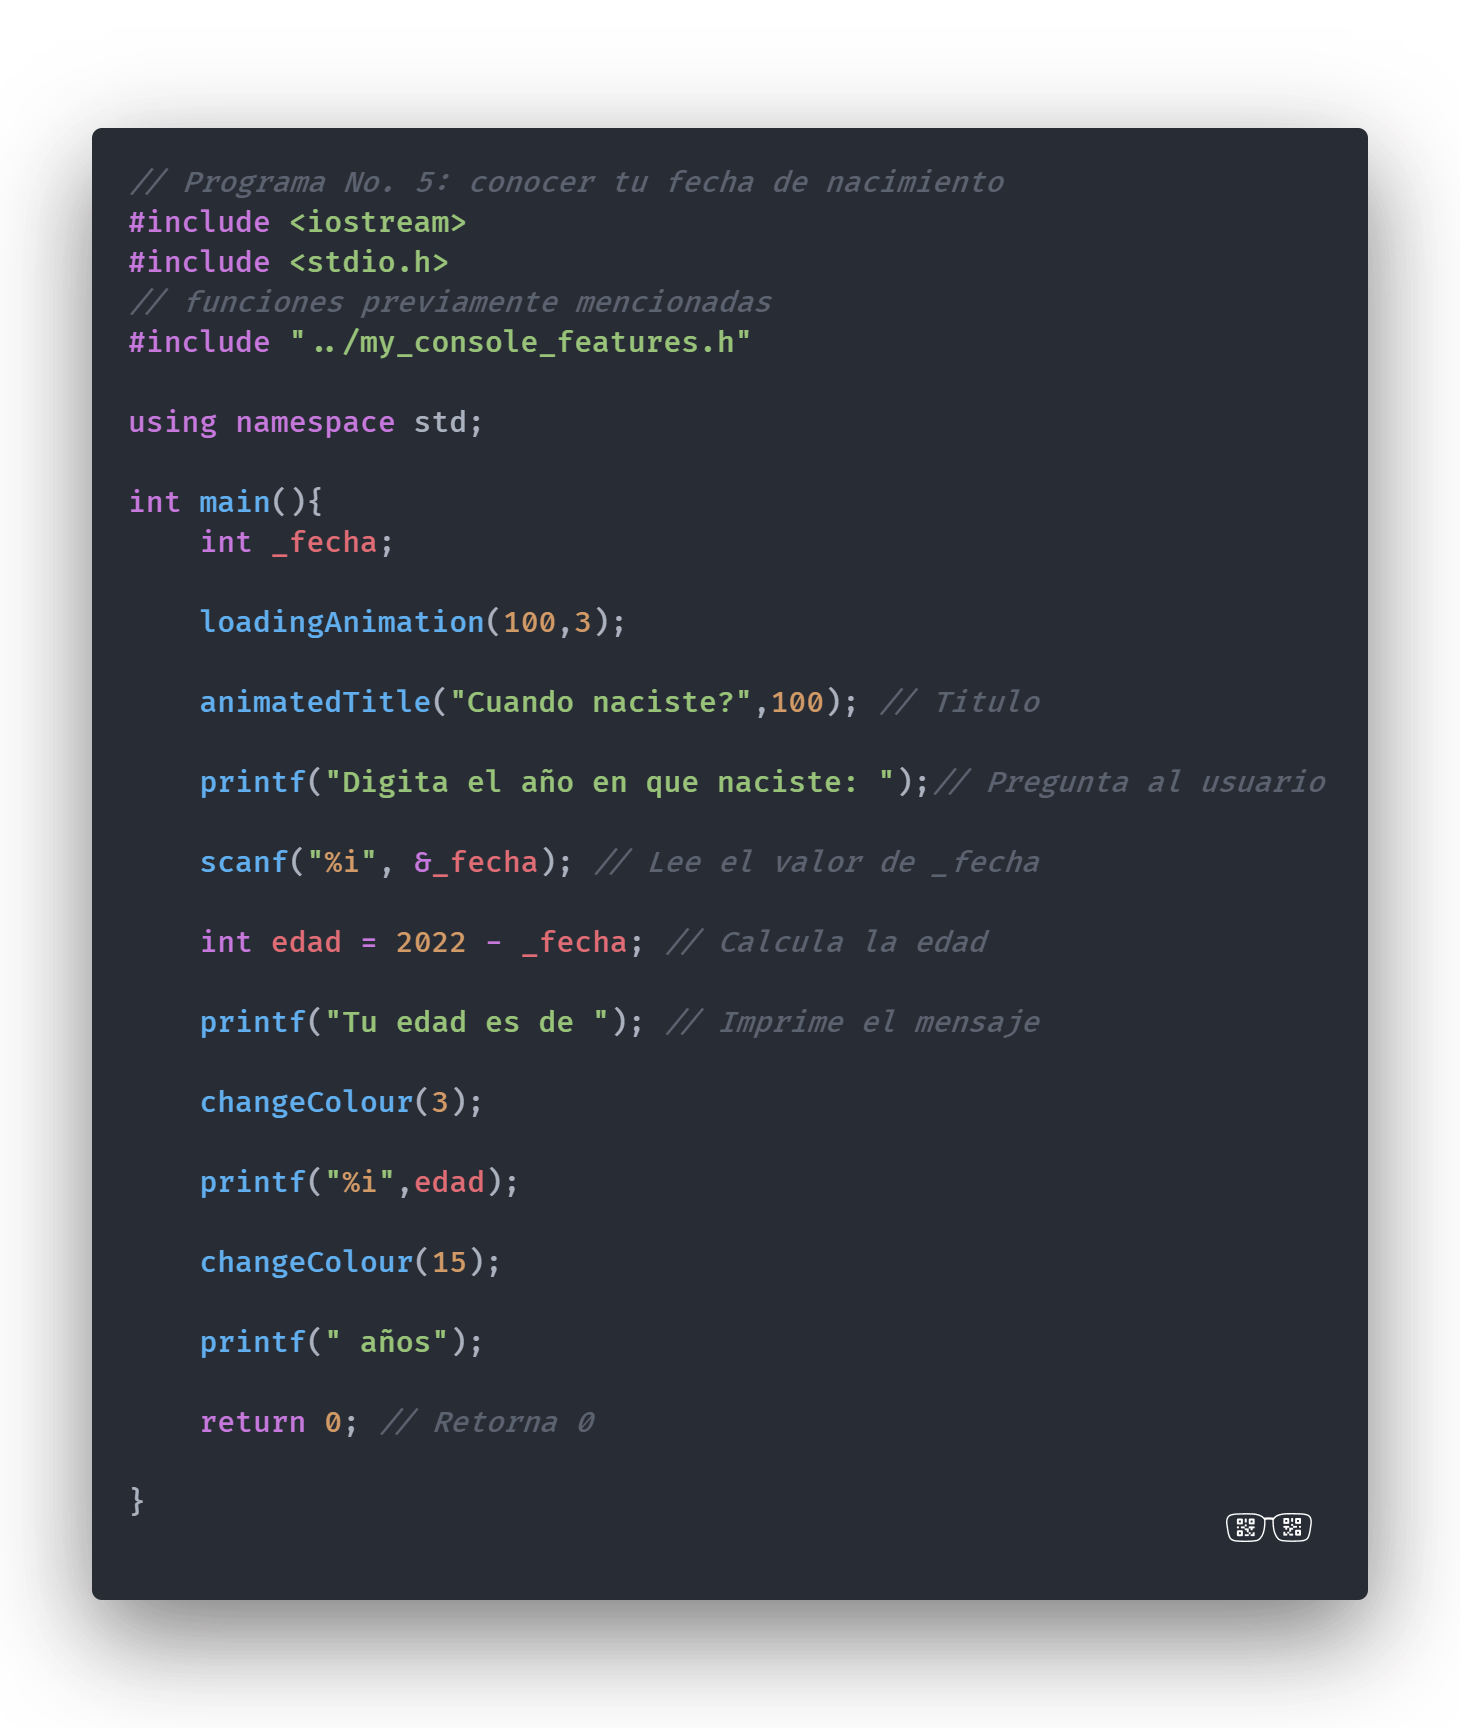 // Programa No. 5: conocer tu fecha de nacimiento
#include <iostream>
#include <stdio.h>
// funciones previamente mencionadas
#include "../my_console_features.h"
using namespace std;
int main(){
    int _fecha;
    loadingAnimation(100,3);
    animatedTitle("Cuando naciste?",100); // Titulo
    printf("Digita el año en que naciste: ");// Pregunta al usuario
    scanf("%i", &_fecha); // Lee el valor de _fecha
    int edad = 2022 - _fecha; // Calcula la edad
    printf("Tu edad es de "); // Imprime el mensaje
    changeColour(3);
    printf("%i",edad);
    changeColour(15);
    printf(" años");
    return 0; // Retorna 0
}